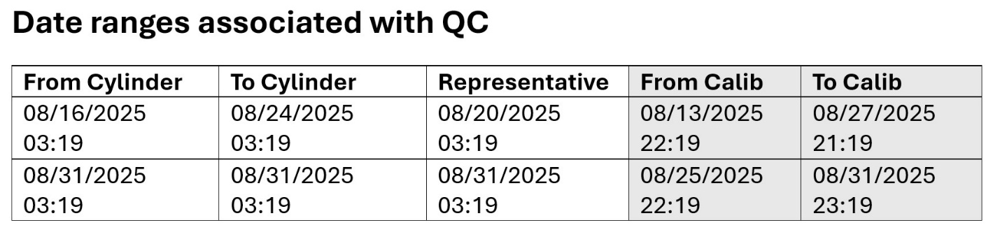 Date ranges associated with QC
From Cylinder To Cylinder Representative From Calib To Calib
08/16/2025 08/24/2025 08/20/2025 08/13/2025 08/27/2025
03:19 03:19 03:19 22:19 21:19
08/31/2025 08/31/2025 08/31/2025 08/25/2025 08/31/2025
03:19 03:19 03:19 22:19 23:19